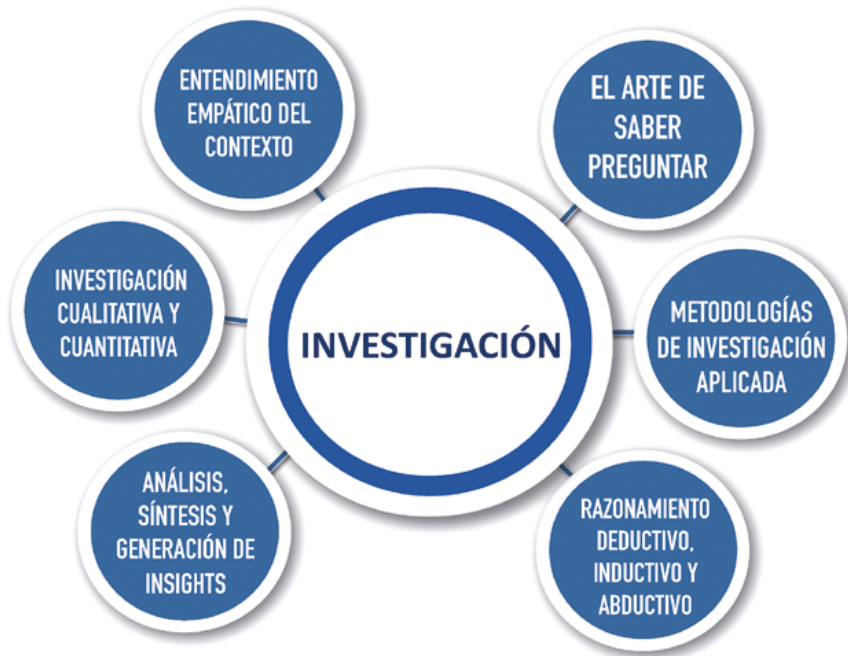 ENTENDIMIENTO
EMPÁTICO DEL
CONTEXTO
EL ARTE DE
SABER
PREGUNTAR
INVESTIGACIÓN
CUALITATIVA Y
CUANTITATIVA
INVESTIGACIÓN
METODOLOGÍAS
DE INVESTIGACIÓN
APLICADA
ANÁLISIS,
SÍNTESIS Y
GENERACIÓN DE
INSIGHTS
RAZONAMIENTO
DEDUCTIVO,
INDUCTIVO Y
ABDUCTIVO